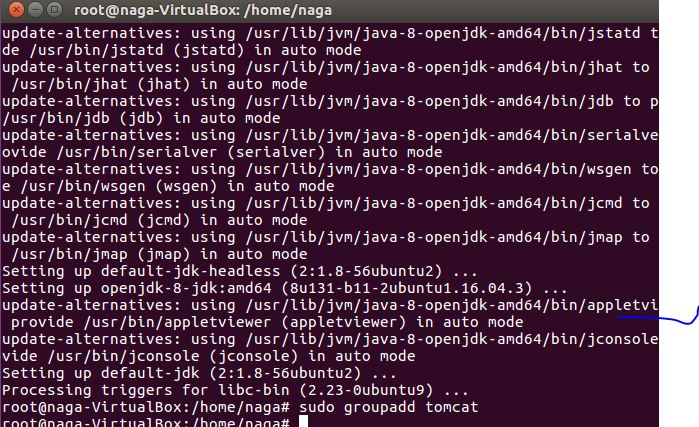 root@naga-VirtualBox: /home/naga
update-alternatives: using /usr/lib/jvm/java-8-openjdk-amd64/bin/jstatd t
de /usr/bin/jstatd (jstatd) in auto mode
update-alternatives: using /usr/lib/jvm/java-8-openjdk-amd64/bin/jhat to
/usr/bin/jhat (jhat) in auto mode
update-alternatives: using /usr/lib/jvm/java-8-openjdk-amd64/bin/jdb to p
/usr/bin/jdb (jdb) in auto mode
update-alternatives: using /usr/lib/jvm/java-8-openjdk-amd64/bin/serialve
ovide /usr/bin/serialver (serialver) in auto mode
update-alternatives: using /usr/lib/jvm/java-8-openjdk-amd64/bin/wsgen to
e /usr/bin/wsgen (wsgen) in auto mode
update-alternatives: using /usr/lib/jvm/java-8-openjdk-amd64/bin/jcmd to
/usr/bin/jcmd (jcmd) in auto mode
update-alternatives: using /usr/lib/jvm/java-8-openjdk-amd64/bin/jmap to
/usr/bin/jmap (jmap) in auto mode
Setting up default-jdk-headless (2:1.8-56ubuntu2) ...
Setting up openjdk-8-jdk:amd64 (8u131-b11-2ubuntu1.16.04.3) ...
update-alternatives: using /usr/lib/jvm/java-8-openjdk-amd64/bin/appletvi
provide /usr/bin/appletviewer (appletviewer) in auto mode
update-alternatives: using /usr/lib/jvm/java-8-openjdk-amd64/bin/jconsole
vide /usr/bin/jconsole (jconsole) in auto mode
Setting up default-jdk (2:1.8-56ubuntu2) ...
Processing triggers for libc-bin (2.23-0ubuntu9) ...
root@naga-VirtualBox:/home/naga# sudo groupadd tomcat
root@naga-VirtualBox:/home/naga#